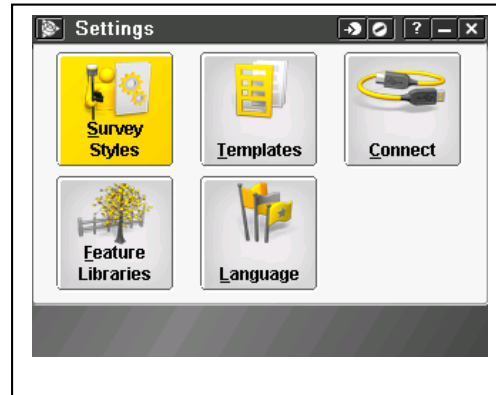 Settings
?
Survey
Styles
Templates
Connect
Feature
Libraries
Language